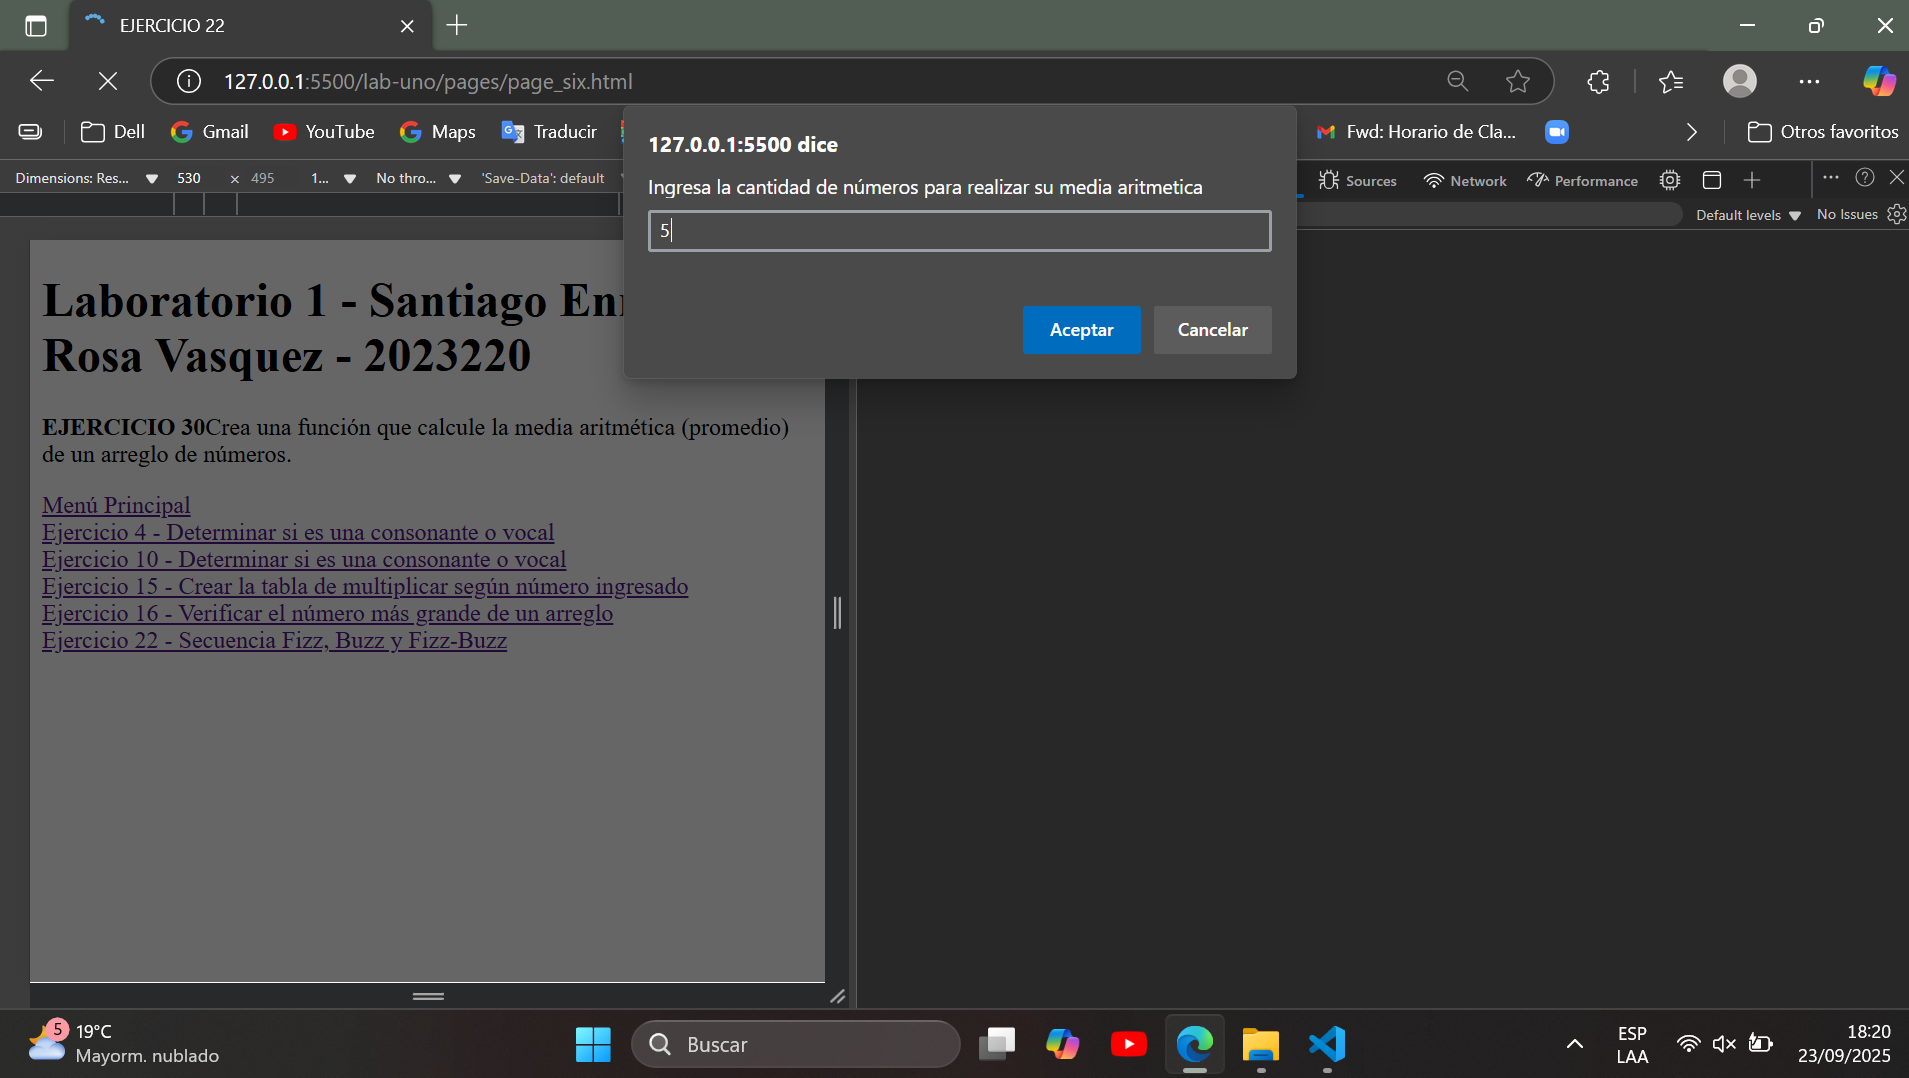 EJERCICIO 22
127.0.0.1:5500/lab-uno/pages/page_six.html
Dell
Gmail
YouTube
Maps
Traducir
Fwd: Horario de Cla...
Otros favoritos
127.0.0.1:5500 dice
Ingresa la cantidad de números para realizar su media aritmetica
5
Aceptar
Cancelar
Dimensions: Res...
530 × 495
1...
No thro...
'Save-Data': default
Sources
Network
Performance
Default levels
No Issues
Laboratorio 1 - Santiago En
Rosa Vasquez - 2023220
EJERCICIO 30Crea una función que calcule la media aritmética (promedio)
de un arreglo de números.
Menú Principal
Ejercicio 4 - Determinar si es una consonante o vocal
Ejercicio 10 - Determinar si es una consonante o vocal
Ejercicio 15 - Crear la tabla de multiplicar según número ingresado
Ejercicio 16 - Verificar el número más grande de un arreglo
Ejercicio 22 - Secuencia Fizz, Buzz y Fizz-Buzz
5
19°C
Mayorm. nublado
Buscar
ESP
LAA
18:20
23/09/2025